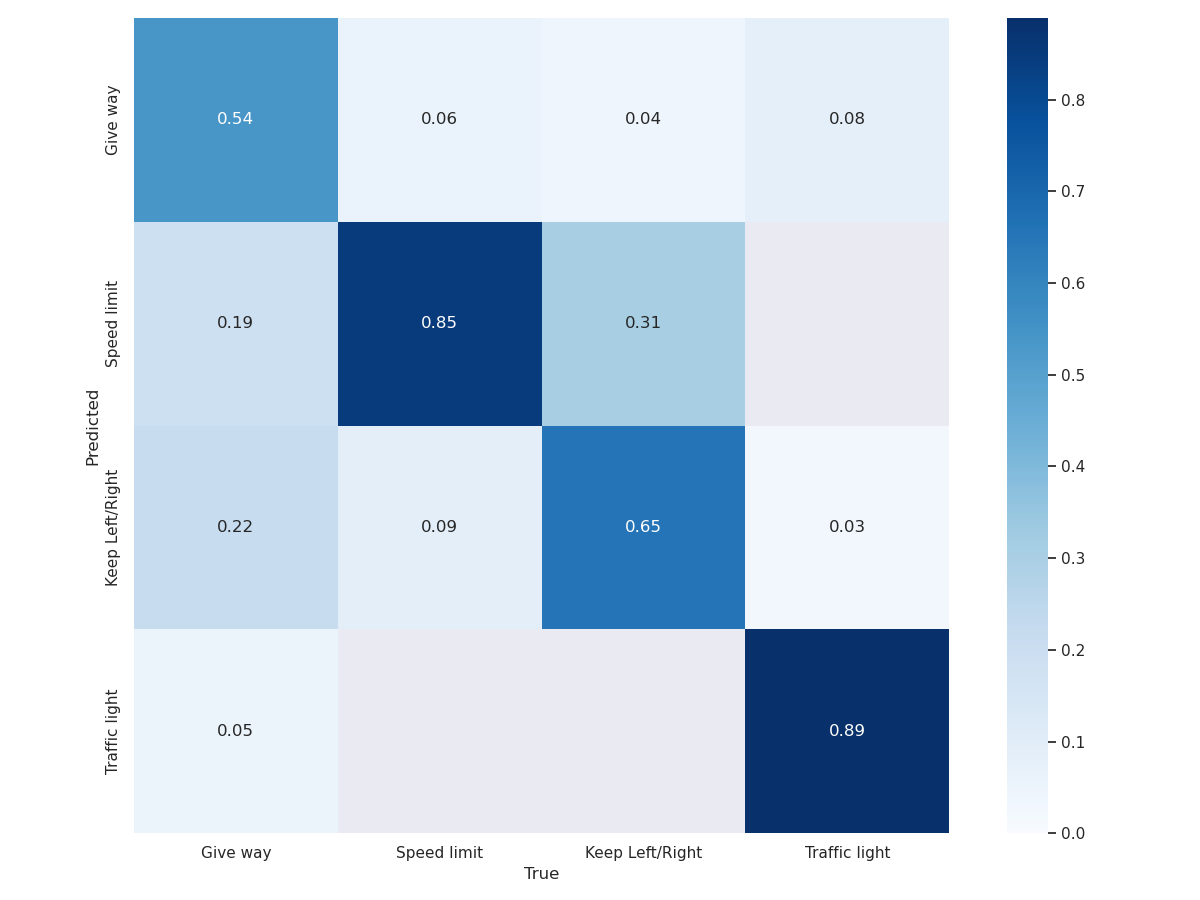 Give way
0.54 0.06 0.04 0.08
Speed limit
0.19 0.85 0.31
Predicted
Keep Left/Right
0.22 0.09 0.65 0.03
Traffic light
0.05 0.89
Give way Speed limit Keep Left/Right Traffic light
True
0.8
0.7
0.6
0.5
0.4
0.3
0.2
0.1
0.0